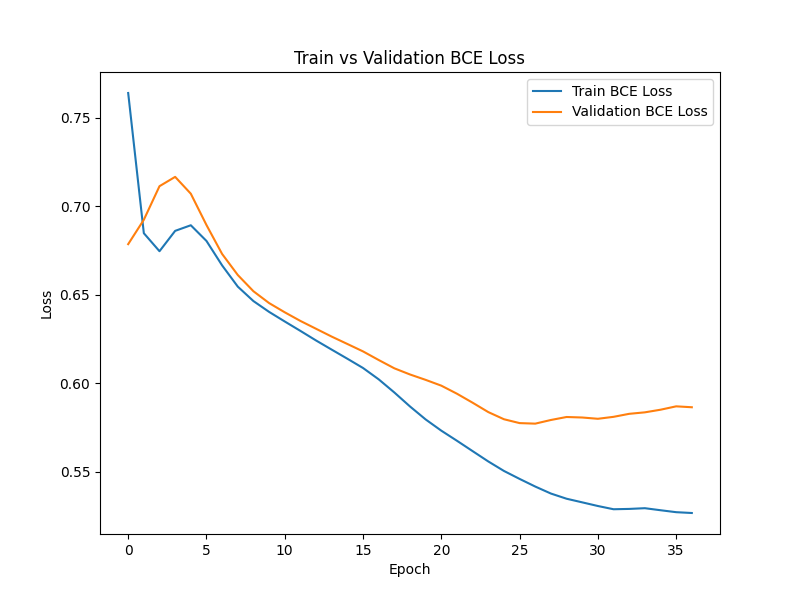 Train vs Validation BCE Loss
Train BCE Loss
Validation BCE Loss
Loss
0.75
0.70
0.65
0.60
0.55
0 5 10 15 20 25 30 35
Epoch